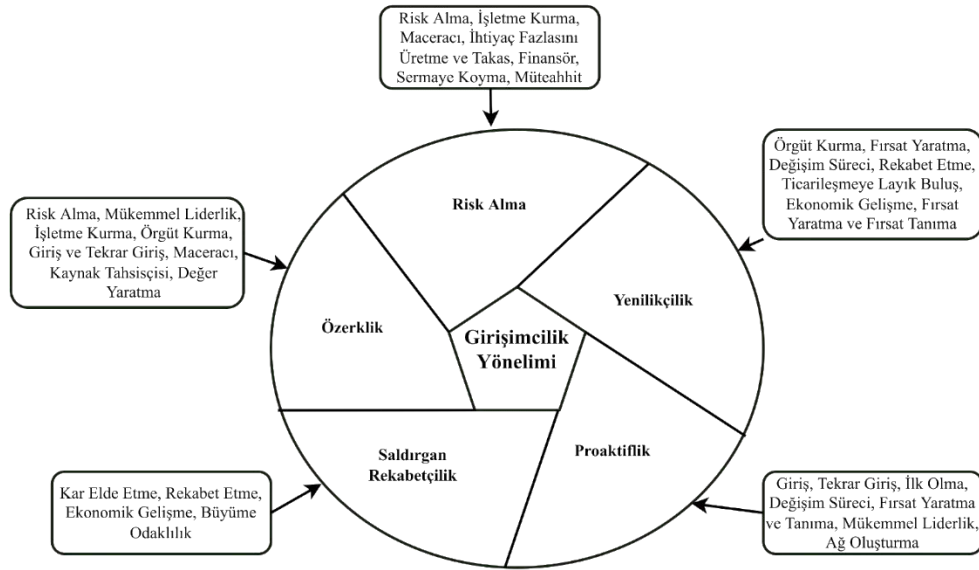 Risk Alma, İşletme Kurma,
Maceracı, İhtiyaç Fazlasını
Üretme ve Takas, Finansör,
Sermaye Koyma, Müteahhit
Örgüt Kurma, Fırsat Yaratma,
Değişim Süreci, Rekabet Etme,
Ticarileşmeye Layık Buluş,
Ekonomik Gelişme, Fırsat
Yaratma ve Fırsat Tanıma
Risk Alma, Mükemmel Liderlik,
İşletme Kurma, Örgüt Kurma,
Giriş ve Tekrar Giriş, Maceracı,
Kaynak Tahsisçisi, Değer
Yaratma
Risk Alma
Yenilikçilik
Özerklik
Girişimcilik
Yönelimi
Saldırgan
Rekabetçilik
Proaktiflik
Kar Elde Etme, Rekabet Etme,
Ekonomik Gelişme, Büyüme
Odaklılık
Giriş, Tekrar Giriş, İlk Olma,
Değişim Süreci, Fırsat Yaratma
ve Tanıma, Mükemmel Liderlik,
Ağ Oluşturma